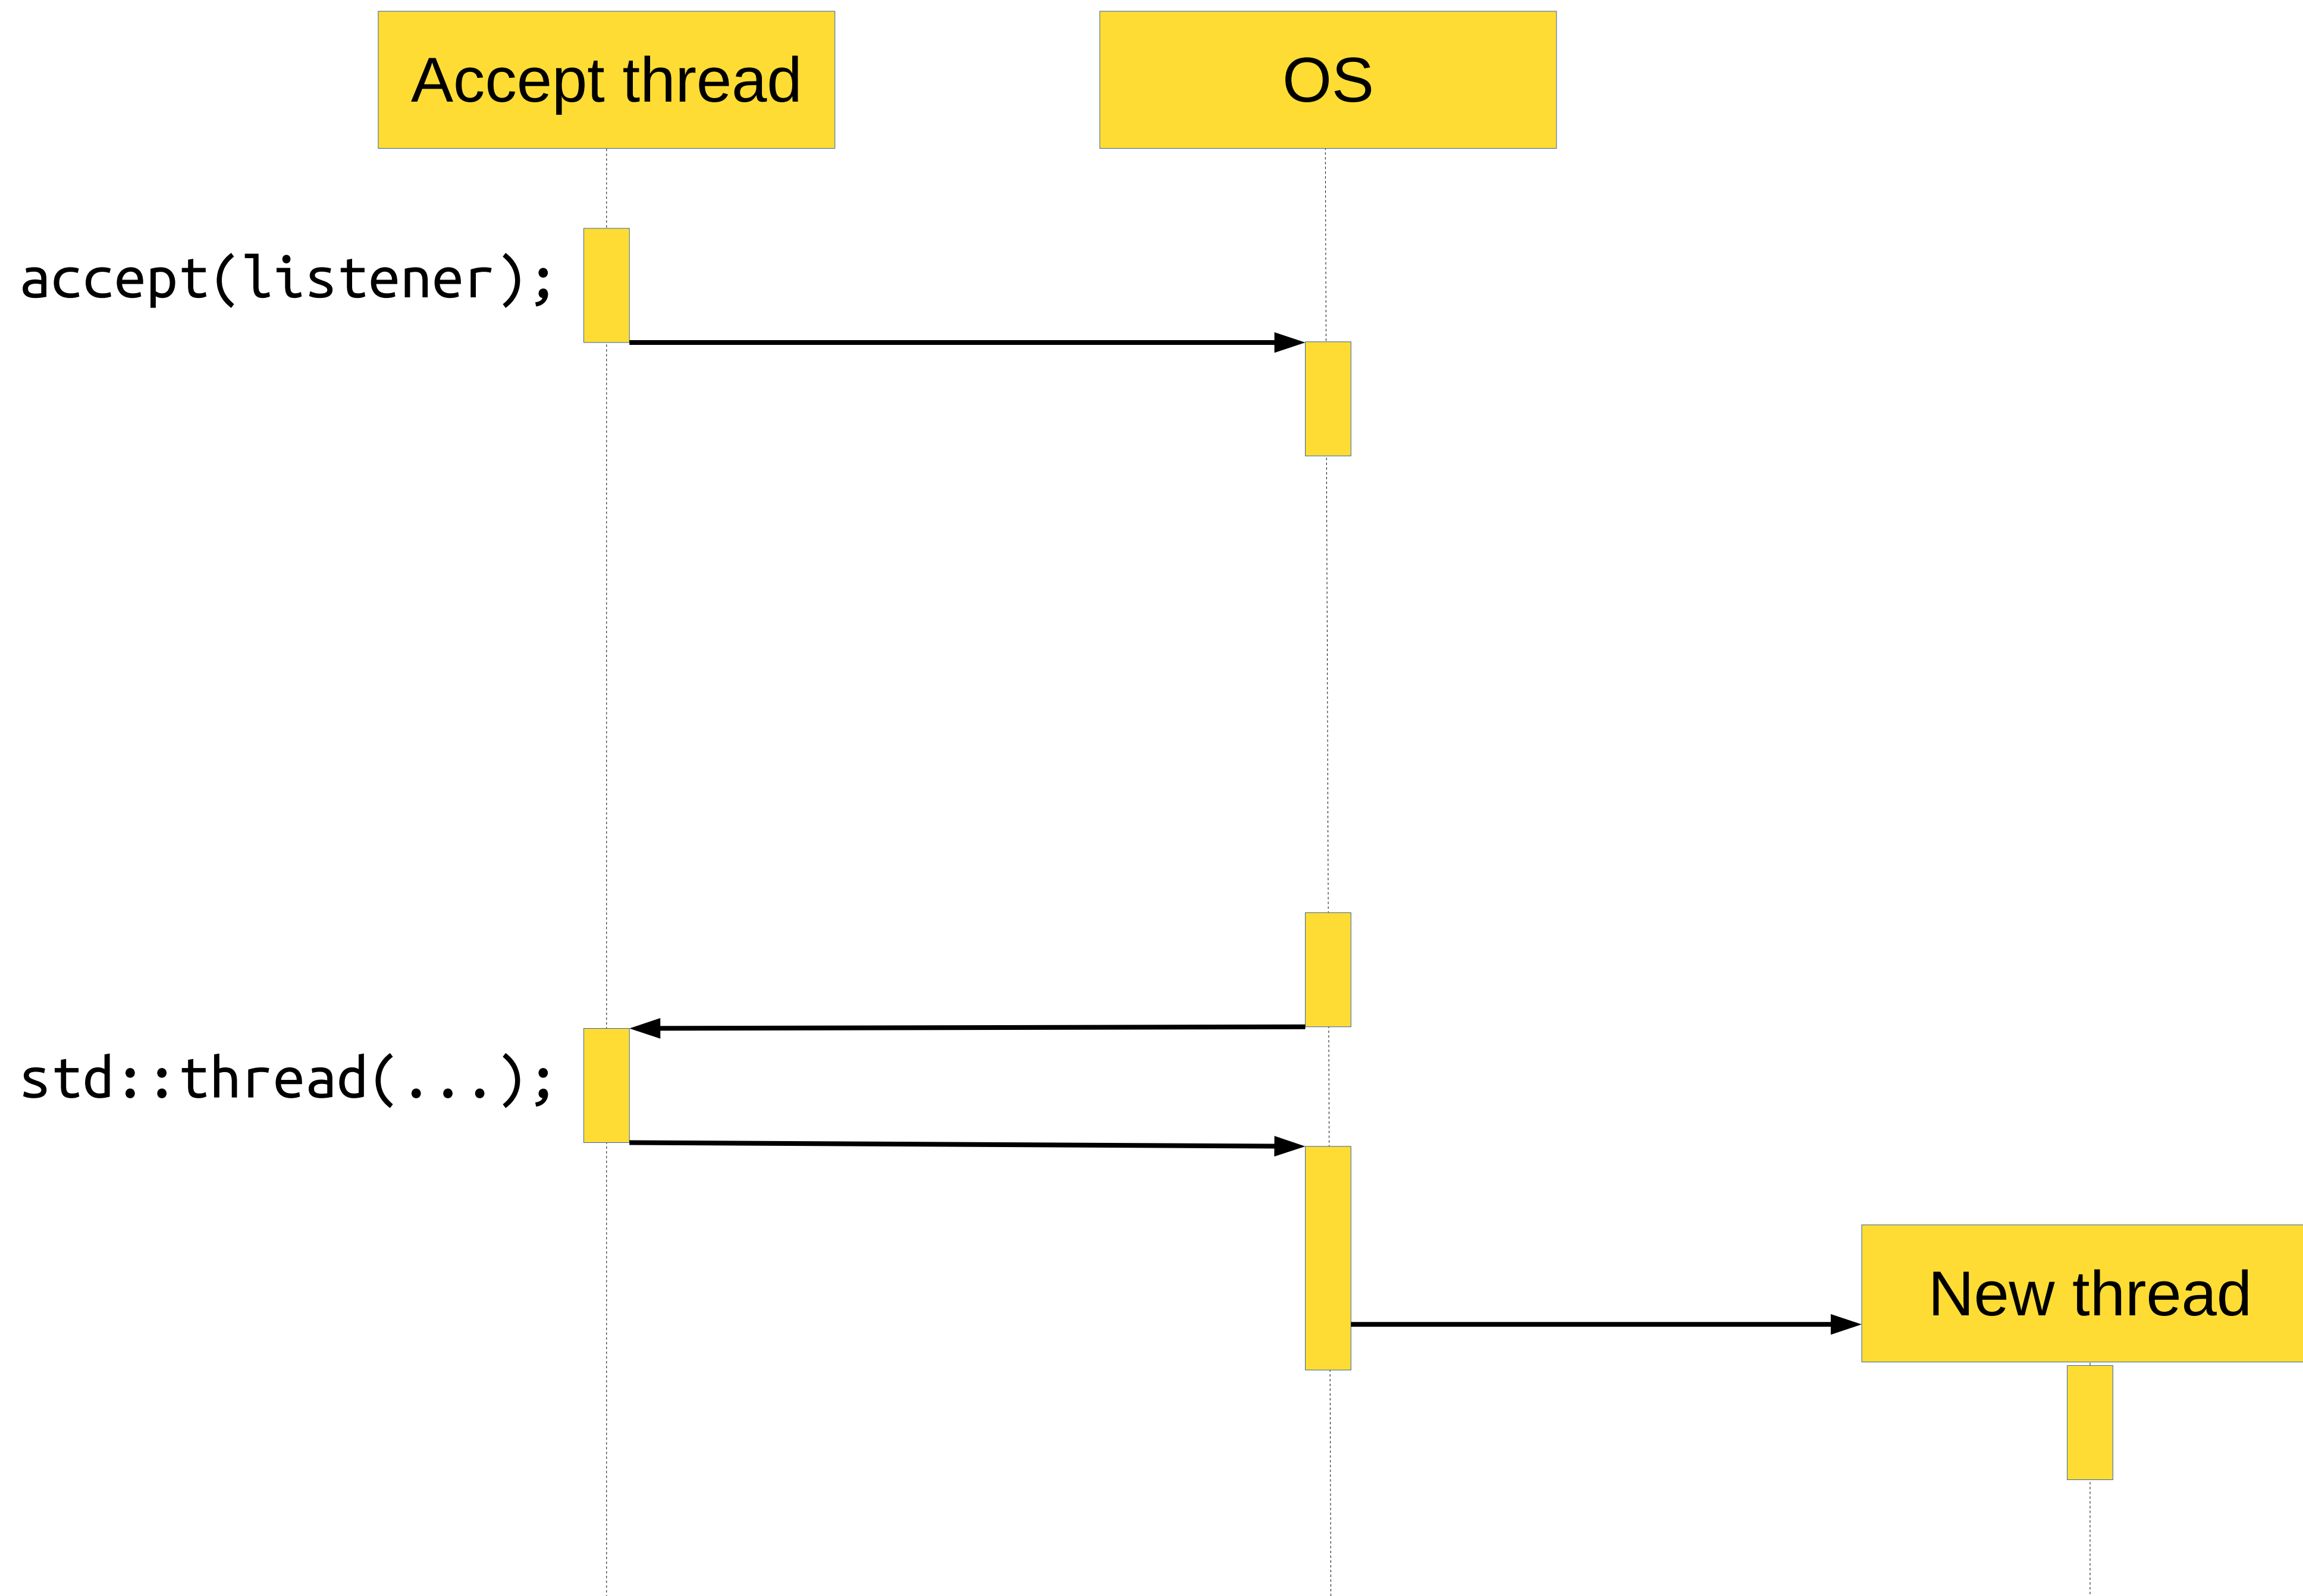 Accept thread
OS
accept(listener);
std::thread(...);
New thread